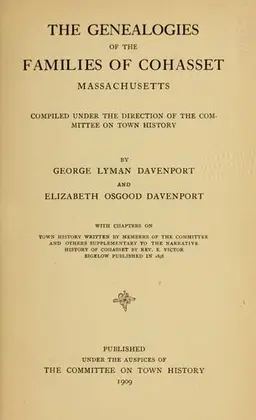 THE GENEALOGIES
OF THE
FAMILIES OF COHASSET
MASSACHUSETTS
COMPILED UNDER THE DIRECTION OF THE COM-
MITTEE ON TOWN HISTORY
BY
GEORGE LYMAN DAVENPORT
AND
ELIZABETH OSGOOD DAVENPORT
WITH CHAPTERS ON
TOWN HISTORY WRITTEN BY MEMBERS OF THE COMMITTEE
AND OTHERS SUPPLEMENTARY TO THE NARRATIVE
HISTORY OF COHASSET BY REV. E. VICTOR
BIGELOW PUBLISHED IN 1898
PUBLISHED
UNDER THE AUSPICES OF
THE COMMITTEE ON TOWN HISTORY
1909